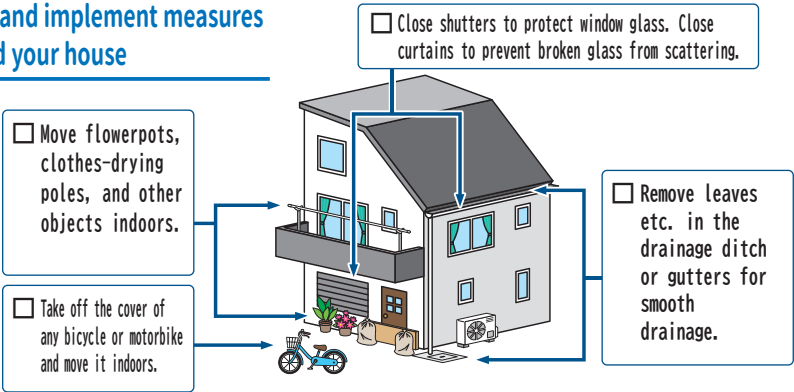 and implement measures
your house
☐ Close shutters to protect window glass. Close
curtains to prevent broken glass from scattering.
☐ Move flowerpots,
clothes-drying
poles, and other
objects indoors.
☐ Take off the cover of
any bicycle or motorbike
and move it indoors.
☐ Remove leaves
etc. in the
drainage ditch
or gutters for
smooth
drainage.